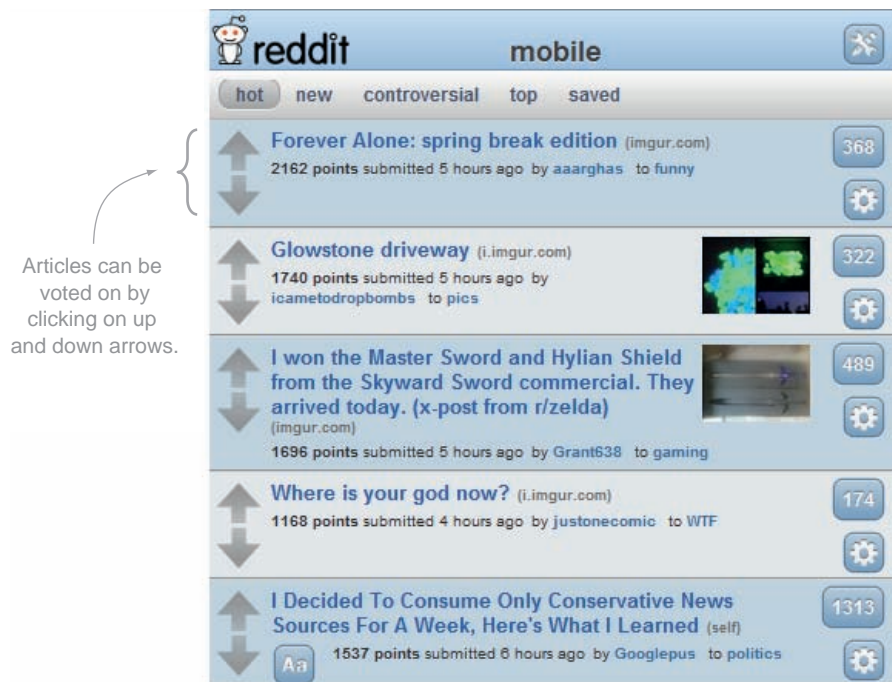 reddit mobile
hot new controversial top saved
Forever Alone: spring break edition (imgur.com)
368
2162 points submitted 5 hours ago by aaarghas to funny
Glowstone driveway (i.imgur.com)
322
1740 points submitted 5 hours ago by
icametodropbombs to pics
Articles can be
voted on by
clicking on up
and down arrows.
I won the Master Sword and Hylian Shield
489
from the Skyward Sword commercial. They
arrived today. (x-post from r/zelda)
(imgur.com)
1696 points submitted 5 hours ago by Grant638 to gaming
Where is your god now? (i.imgur.com)
174
1168 points submitted 4 hours ago by justonecomic to WTF
I Decided To Consume Only Conservative News
1313
Sources For A Week, Here's What I Learned (self)
Aa 1537 points submitted 6 hours ago by Googlepus to politics